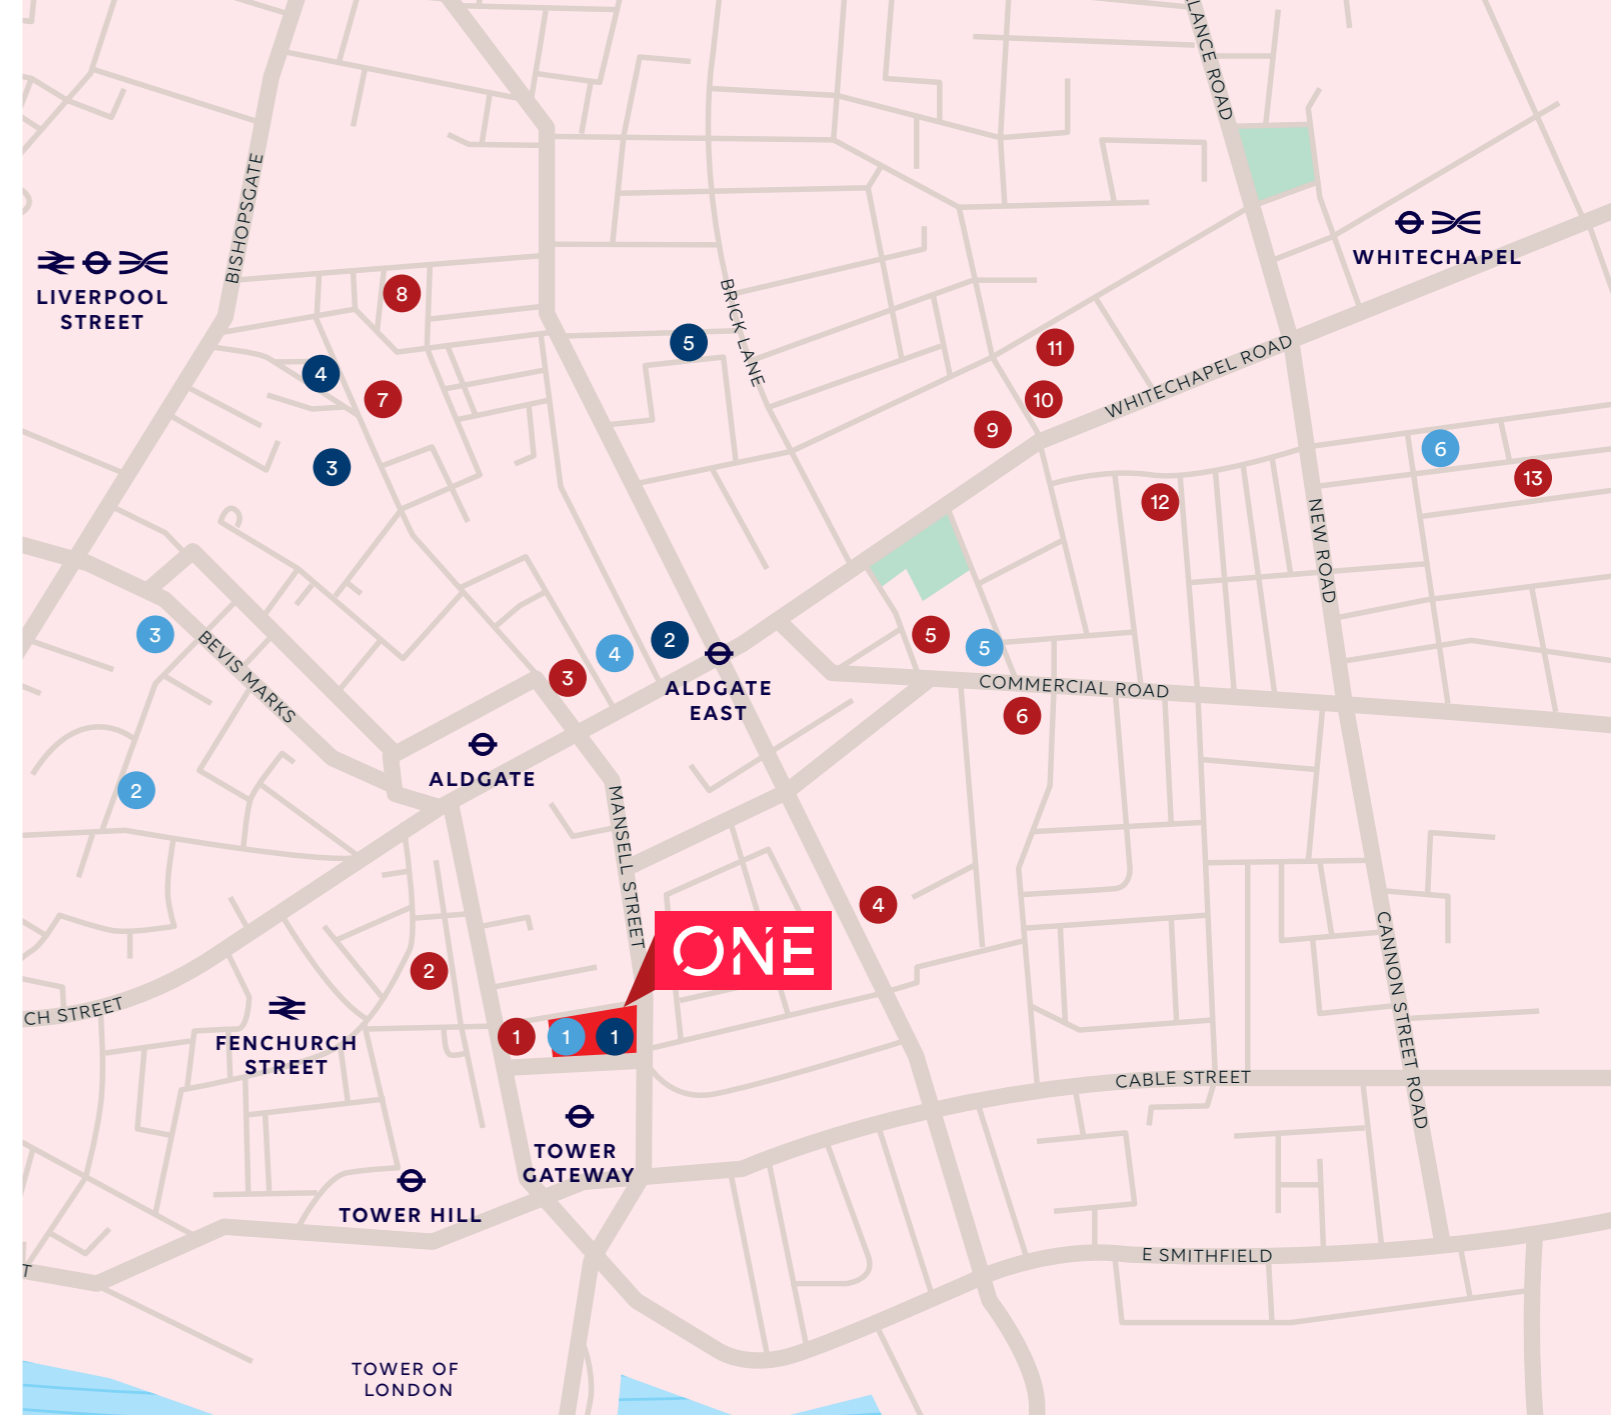 LANCE ROAD
BISHOPSGATE
WHITECHAPEL
LIVERPOOL
STREET
8
BRICK LANE
5
4
7
11
10
9
WHITECHAPEL ROAD
3
6
13
12
NEW ROAD
3
BEVIS MARKS
3
4
2
ALDGATE
EAST
5
5
COMMERCIAL ROAD
6
ALDGATE
2
MANSELL STREET
4
ONE
2
CANNON STREET ROAD
CH STREET
FENCHURCH
STREET
1
1
1
CABLE STREET
TOWER
GATEWAY
TOWER HILL
E SMITHFIELD
T
TOWER OF
LONDON